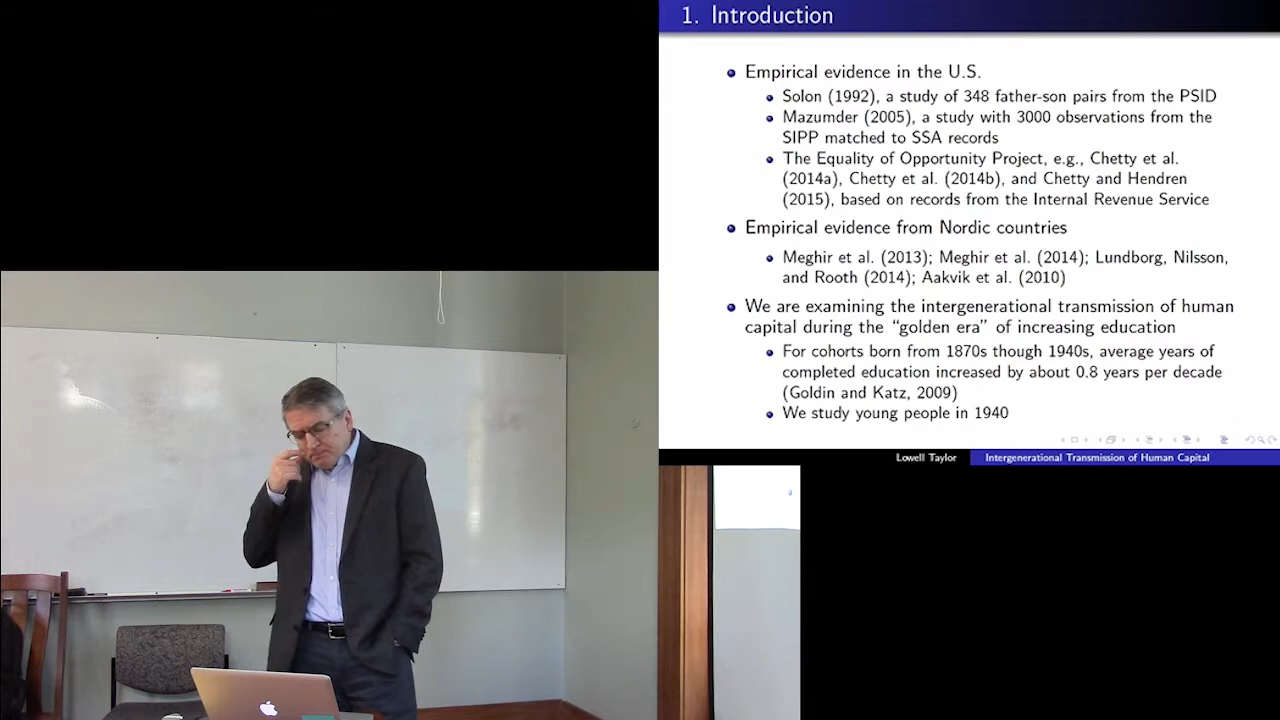 1. Introduction
Empirical evidence in the U.S.
Solon (1992), a study of 348 father-son pairs from the PSID
Mazumder (2005), a study with 3000 observations from the
SIPP matched to SSA records
The Equality of Opportunity Project, e.g., Chetty et al.
(2014a), Chetty et al. (2014b), and Chetty and Hendren
(2015), based on records from the Internal Revenue Service
Empirical evidence from Nordic countries
Meghir et al. (2013); Meghir et al. (2014); Lundborg, Nilsson,
and Rooth (2014); Aakvik et al. (2010)
We are examining the intergenerational transmission of human
capital during the “golden era” of increasing education
For cohorts born from 1870s though 1940s, average years of
completed education increased by about 0.8 years per decade
(Goldin and Katz, 2009)
We study young people in 1940
Lowell Taylor
Intergenerational Transmission of Human Capital